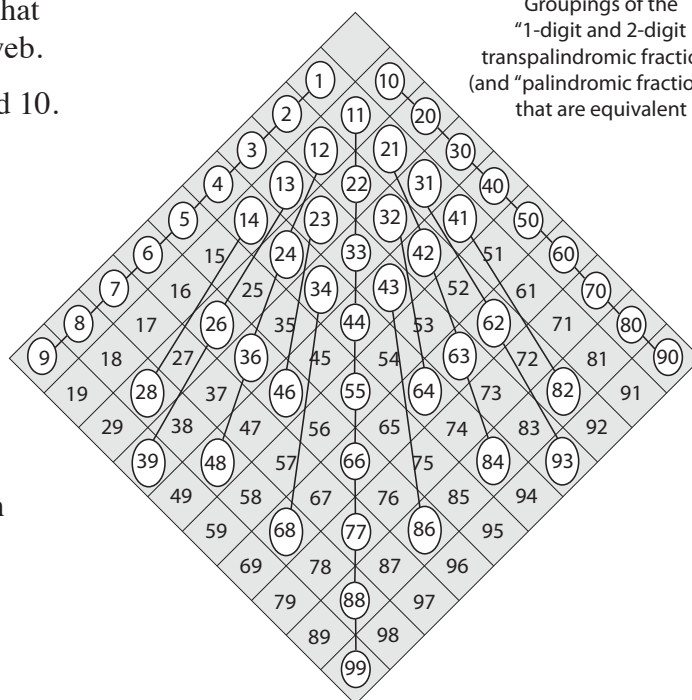 hat
veb.
d 10.
n
Groupings of the
“1-digit and 2-digit
transpalindromic fractio
(and “palindromic fractio
that are equivalent
1 10
2 11 20
3 12 21 30
4 13 22 31 40
5 14 23 32 41 50
6 15 24 33 42 51 60
7 16 25 34 43 52 61 70
8 17 26 35 44 53 62 71 80
9 18 27 36 45 54 63 72 81 90
19 28 37 46 55 64 73 82 91
29 38 47 56 65 74 83 92
39 48 57 66 75 84 93
49 58 67 76 85 94
59 68 77 86 95
69 78 87 96
79 88 97
89 98
99